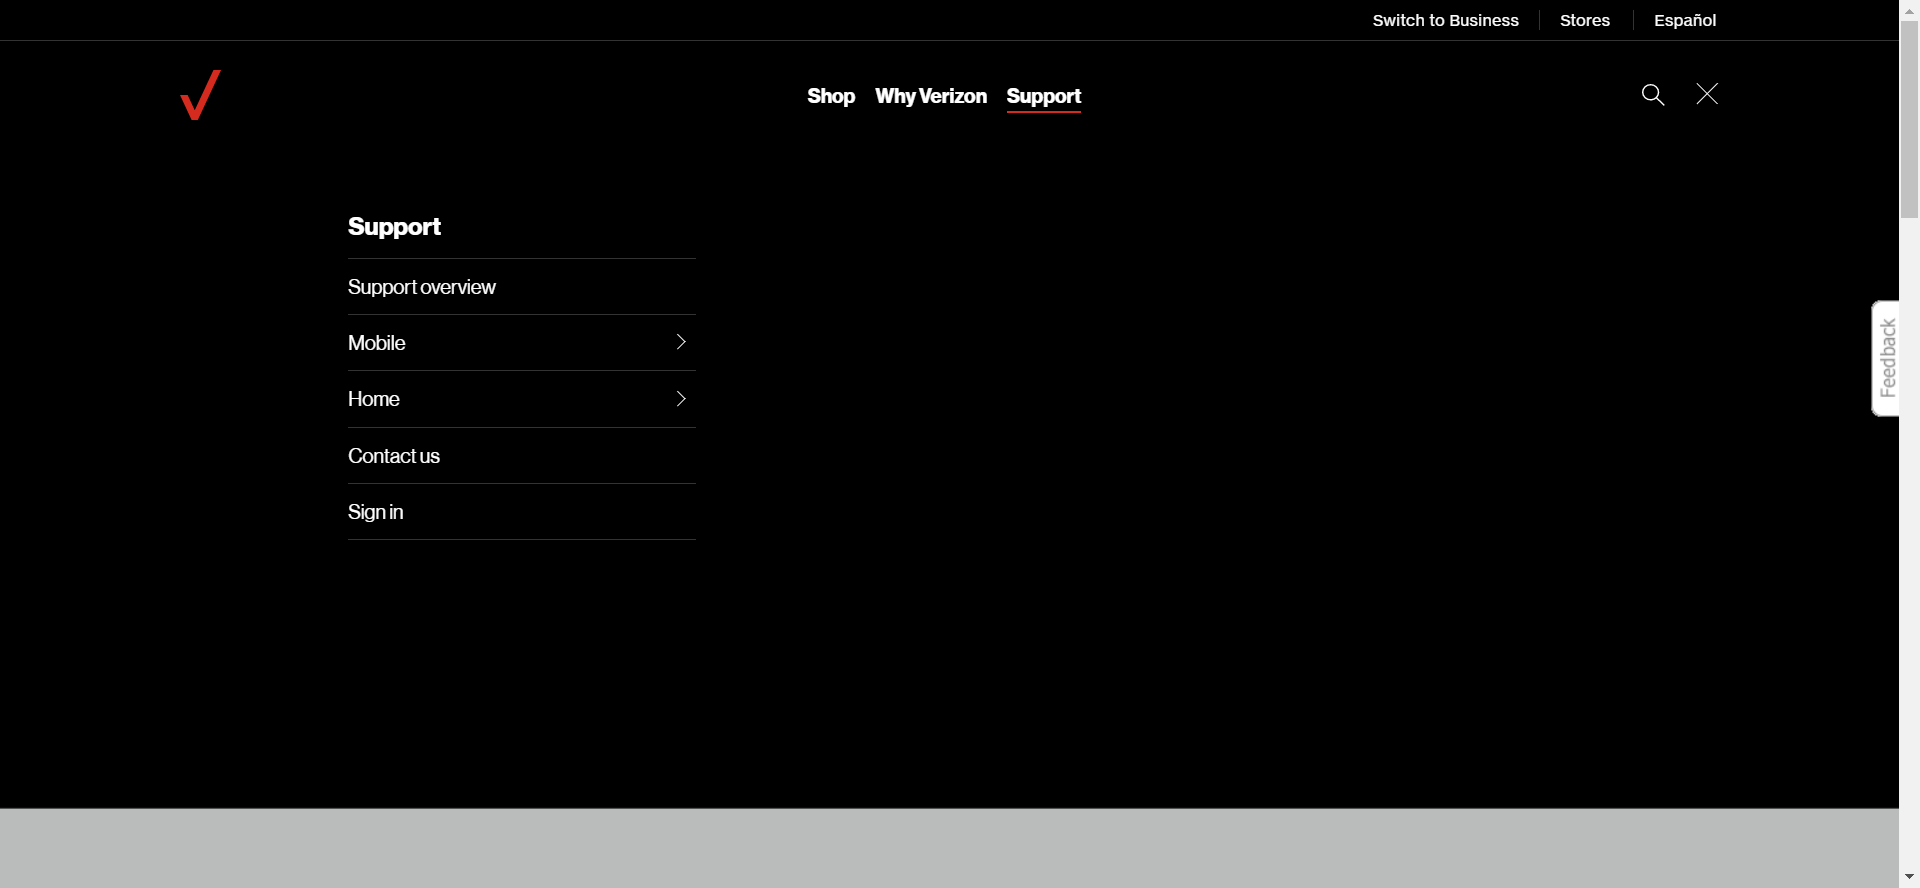 Switch to Business
Stores
Español
Shop
Why Verizon
Support
Support
Support overview
Mobile
Home
Contact us
Sign in
Feedback